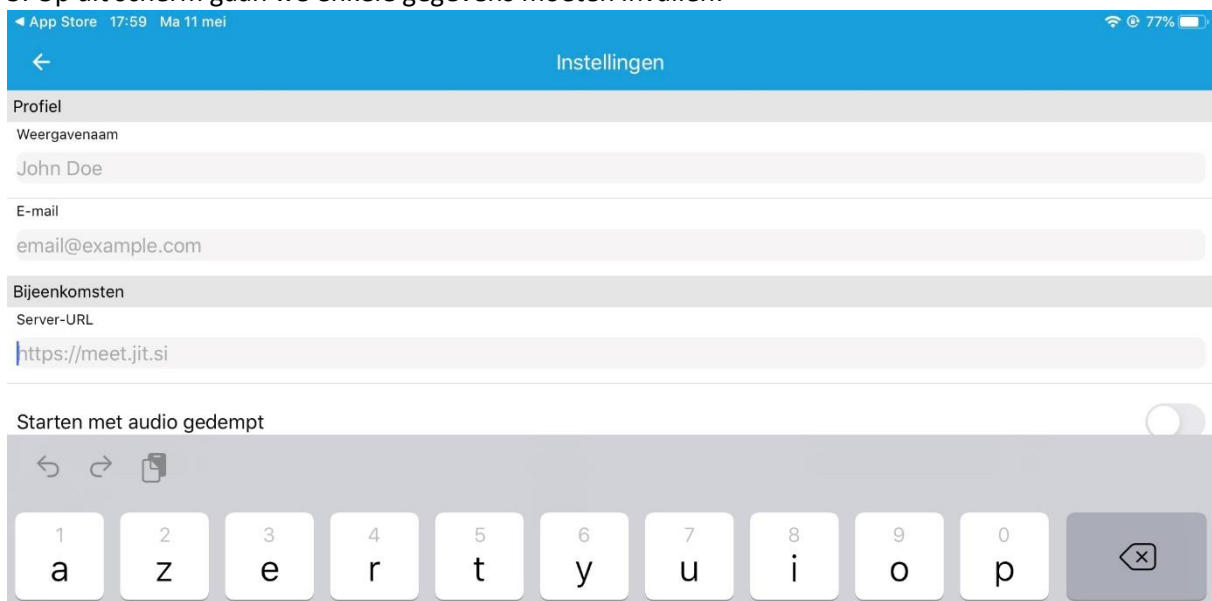 ◄ App Store 17:59 Ma 11 mei 77%
Instellingen
Profiel
Weergavenaam
John Doe
E-mail
email@example.com
Bijeenkomsten
Server-URL
https://meet.jit.si
Starten met audio gedempt
1 2 3 4 5 6 7 8 9 0
a z e r t y u i o p